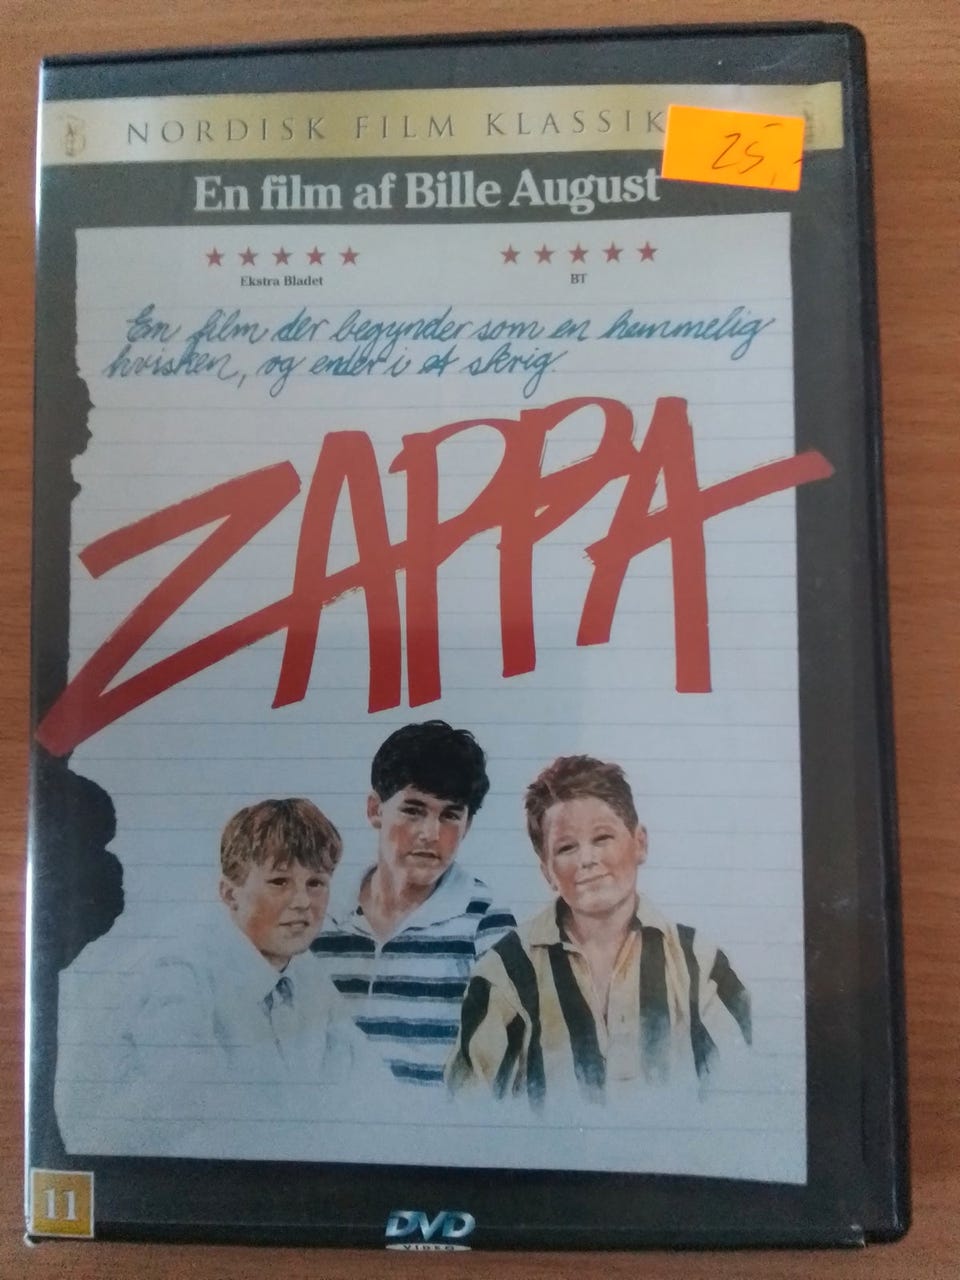 NORDISK FILM KLASSIK
25,-
En film af Bille August
Ekstra Bladet
BT
En film der begynder som en hemmelig
hvisken, og ender i et skrig.
ZAPPA
11
DVD
VIDEO